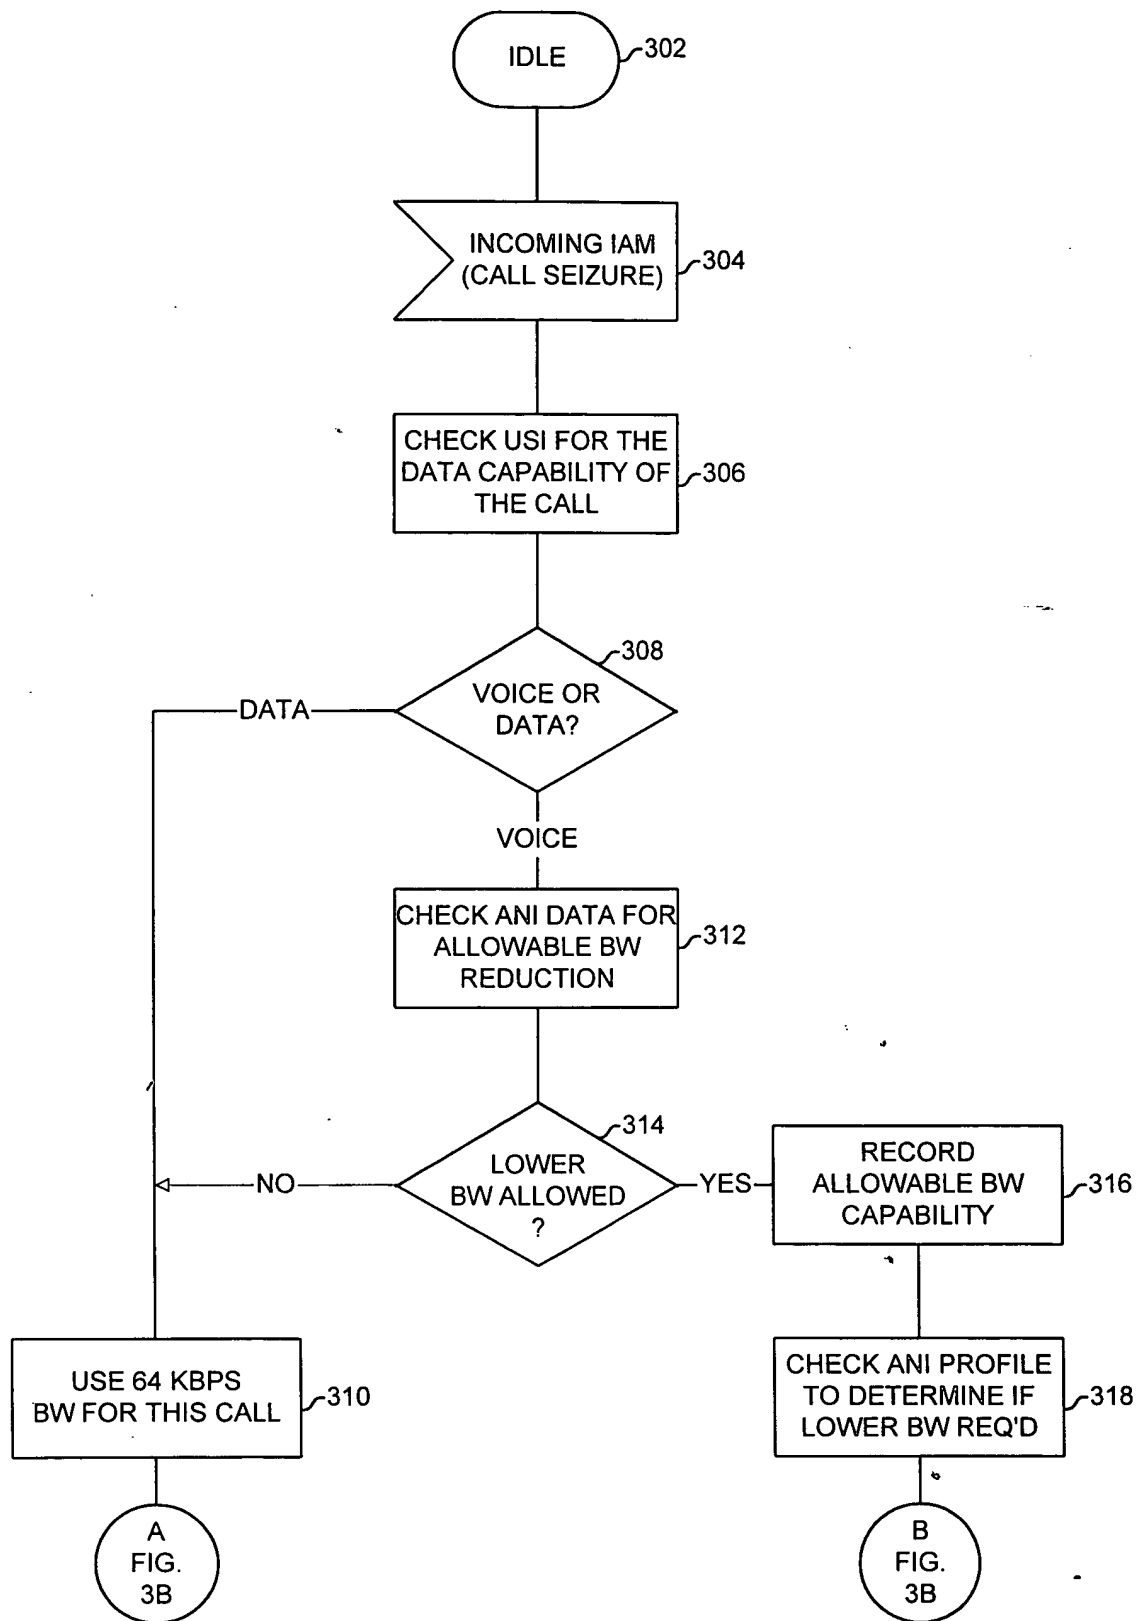 IDLE
302
INCOMING IAM
(CALL SEIZURE)
304
CHECK USI FOR THE
DATA CAPABILITY OF
THE CALL
306
308
VOICE OR
DATA?
DATA
VOICE
CHECK ANI DATA FOR
ALLOWABLE BW
REDUCTION
312
314
LOWER
BW ALLOWED
?
NO
YES
RECORD
ALLOWABLE BW
CAPABILITY
316
USE 64 KBPS
BW FOR THIS CALL
310
CHECK ANI PROFILE
TO DETERMINE IF
LOWER BW REQ'D
318
A
FIG.
3B
B
FIG.
3B